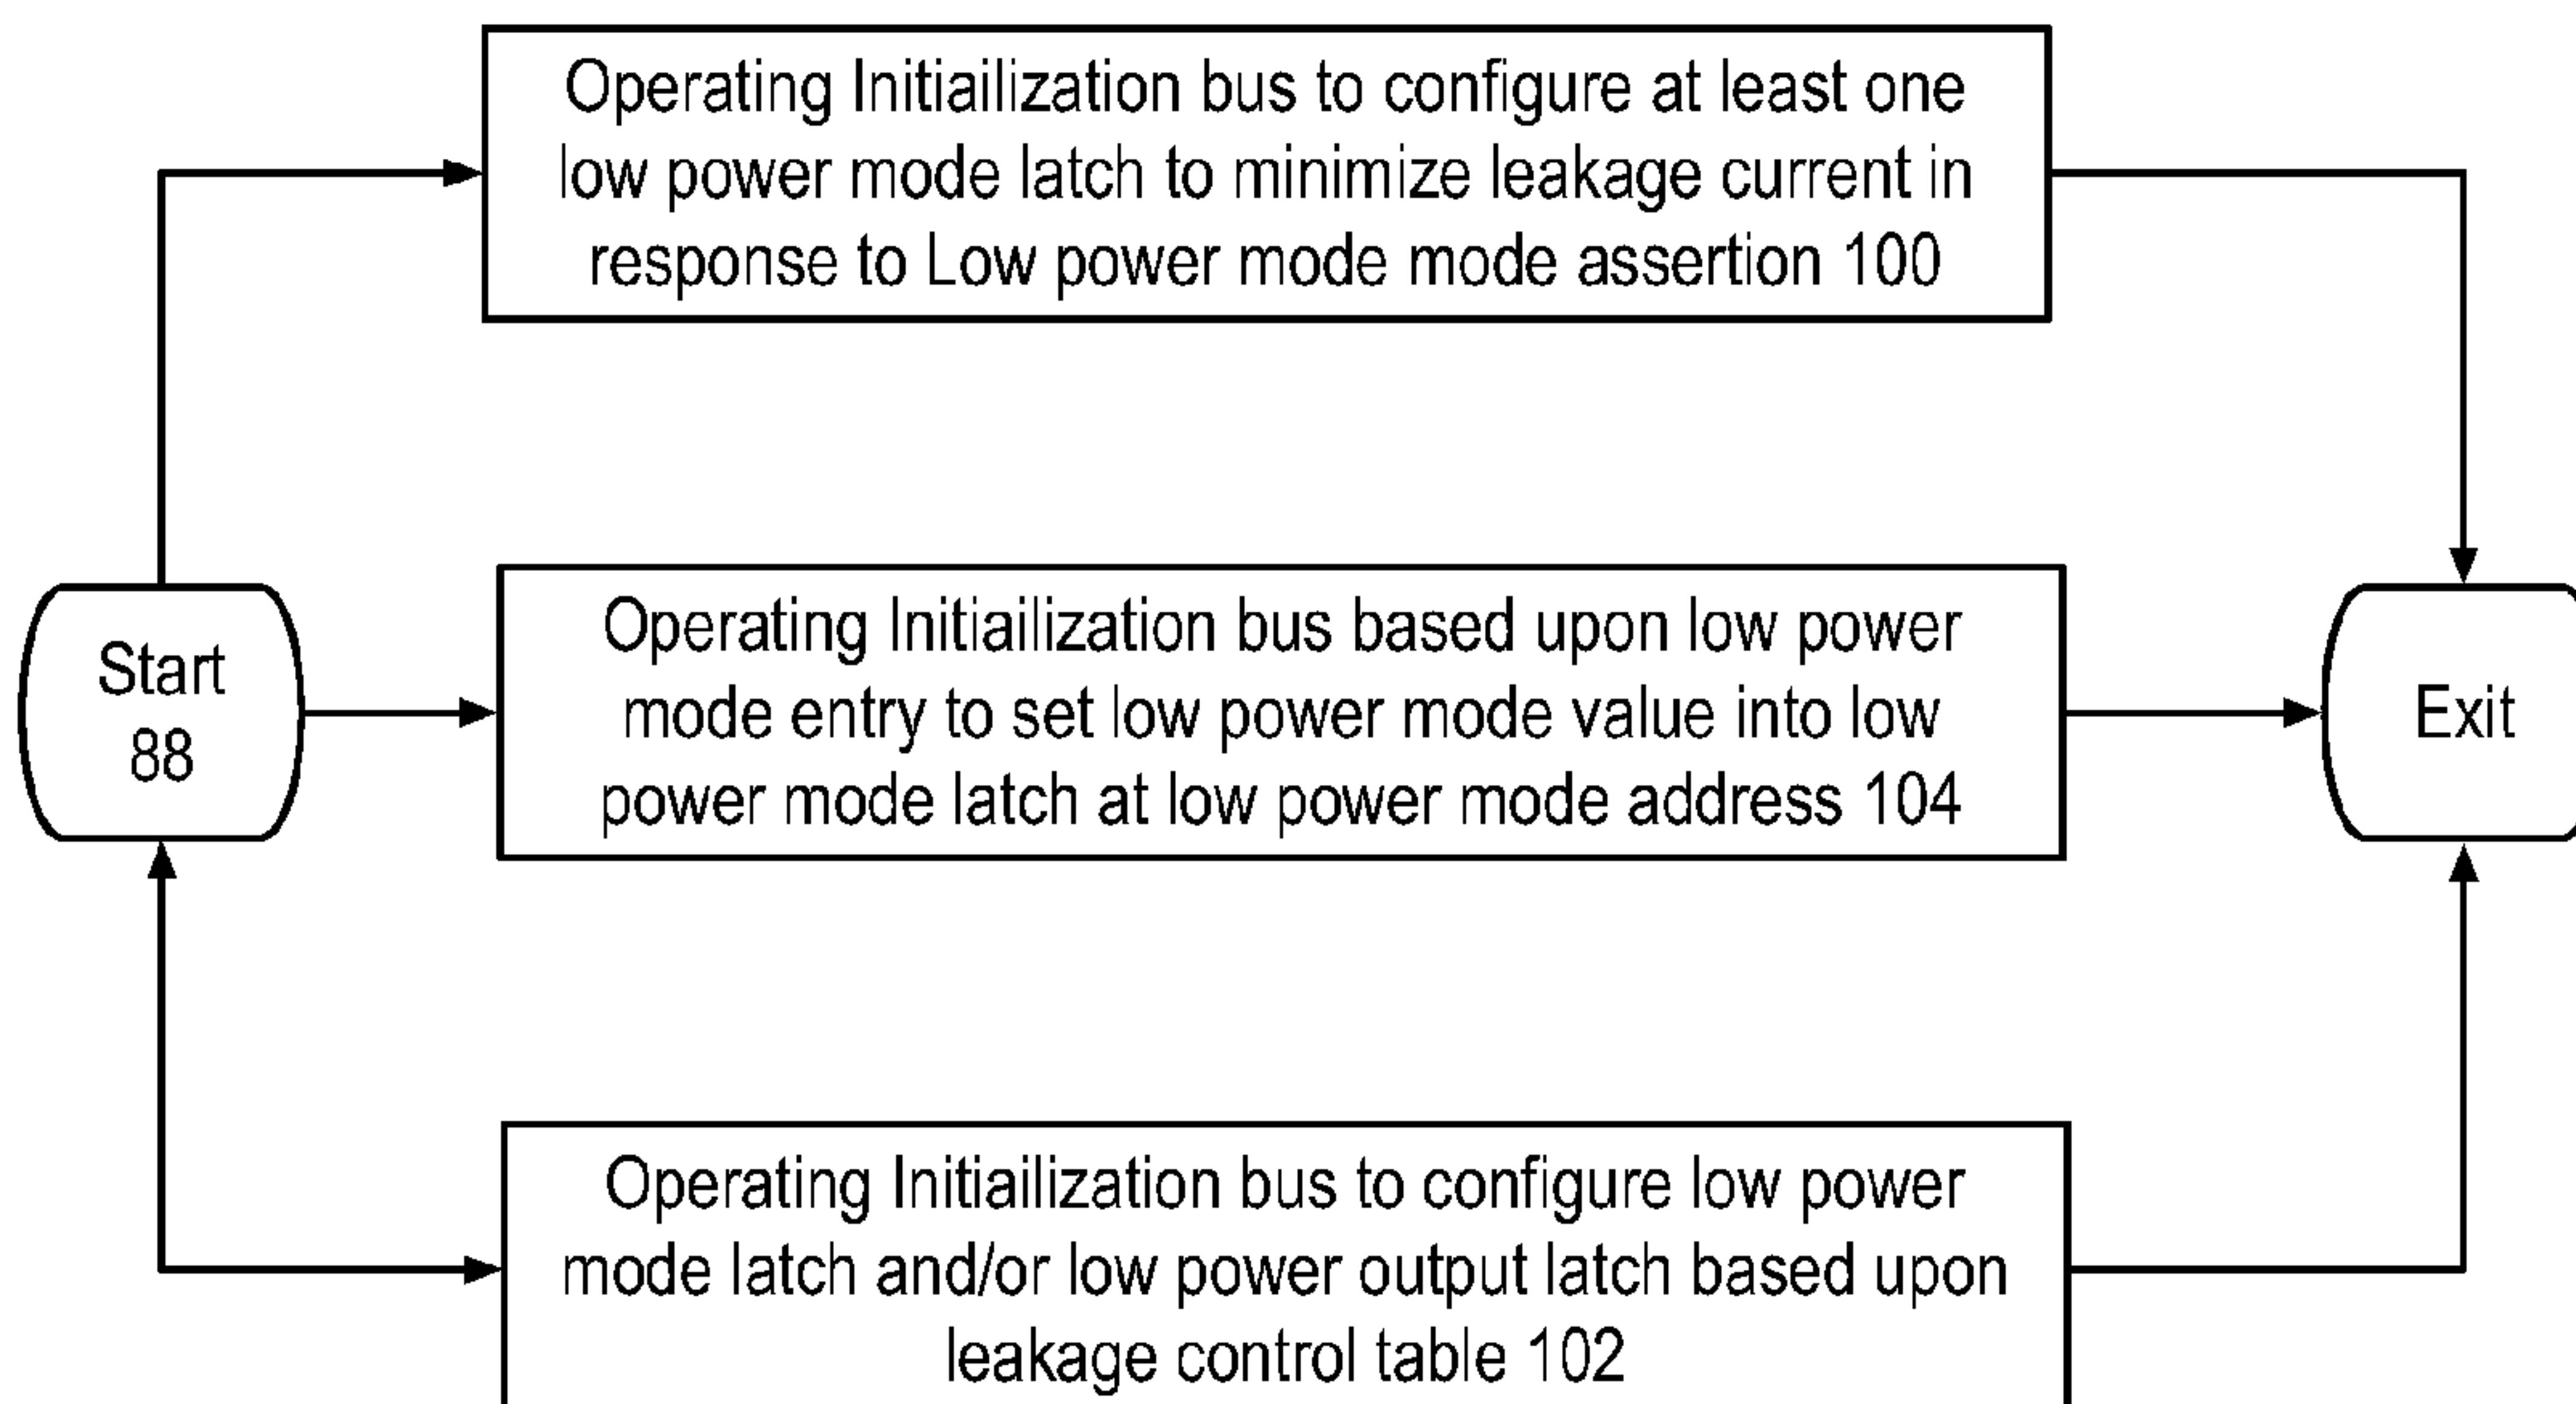 Operating Initiailization bus to configure at least one
low power mode latch to minimize leakage current in
response to Low power mode mode assertion 100
Start
88
Operating Initiailization bus based upon low power
mode entry to set low power mode value into low
power mode latch at low power mode address 104
Exit
Operating Initiailization bus to configure low power
mode latch and/or low power output latch based upon
leakage control table 102